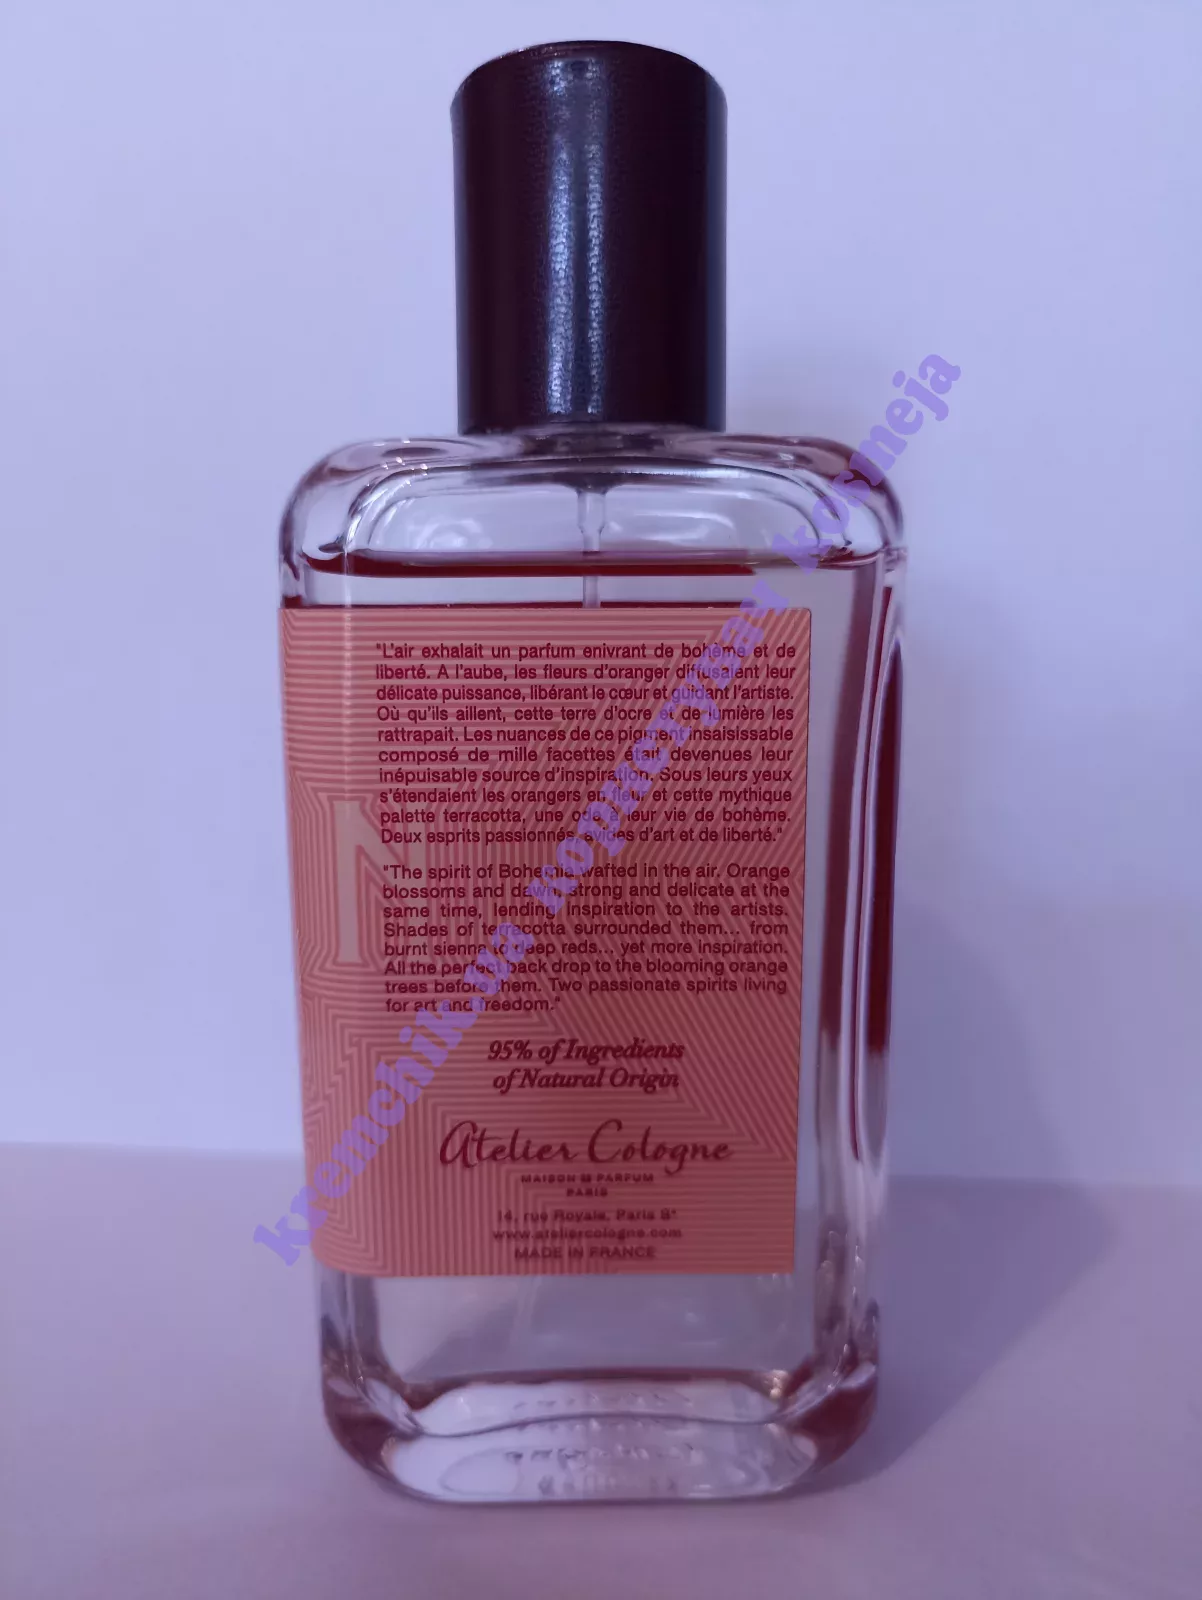 "L'air exhalait un parfum enivrant de bohème et de
liberté. A l'aube, les fleurs d'oranger diffusaient leur
délicate puissance, libérant le cœur et guidant l'artiste.
Où qu'ils aillent, cette terre d'ocre et de lumière les
rattrapait. Les nuances de ce pigment insaisissable
composé de mille facettes était devenues leur
inépuisable source d'inspiration. Sous leurs yeux
s'étendaient les orangers en fleur et cette mythique
palette terracotta, une ode à leur vie de bohème.
Deux esprits passionnés, avides d'art et de liberté."
"The spirit of Bohemia wafted in the air. Orange
blossoms and dawn, strong and delicate at the
same time, lending inspiration to the artists.
Shades of terracotta surrounded them... from
burnt sienna to deep reds... yet more inspiration.
All the perfect back drop to the blooming orange
trees before them. Two passionate spirits living
for art and freedom."
N
95% of Ingredients
of Natural Origin
Atelier Cologne
MAISON DE PARFUM
PARIS
14, rue Royale, Paris 8e
www.ateliercologne.com
MADE IN FRANCE
kremchik.ua користувач kosmeja